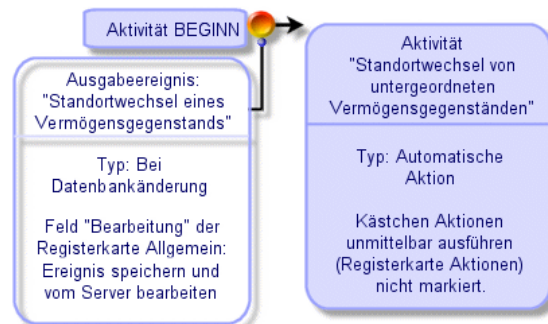 Aktivität BEGINN
Ausgabeereignis:
"Standortwechsel eines
Vermögensgegenstands"
Typ: Bei
Datenbankänderung
Feld "Bearbeitung" der
Registerkarte Allgemein:
Ereignis speichern und
vom Server bearbeiten
Aktivität
"Standortwechsel von
untergeordneten
Vermögensgegenständen"
Typ: Automatische
Aktion
Kästchen Aktionen
unmittelbar ausführen
(Registerkarte Aktionen)
nicht markiert.